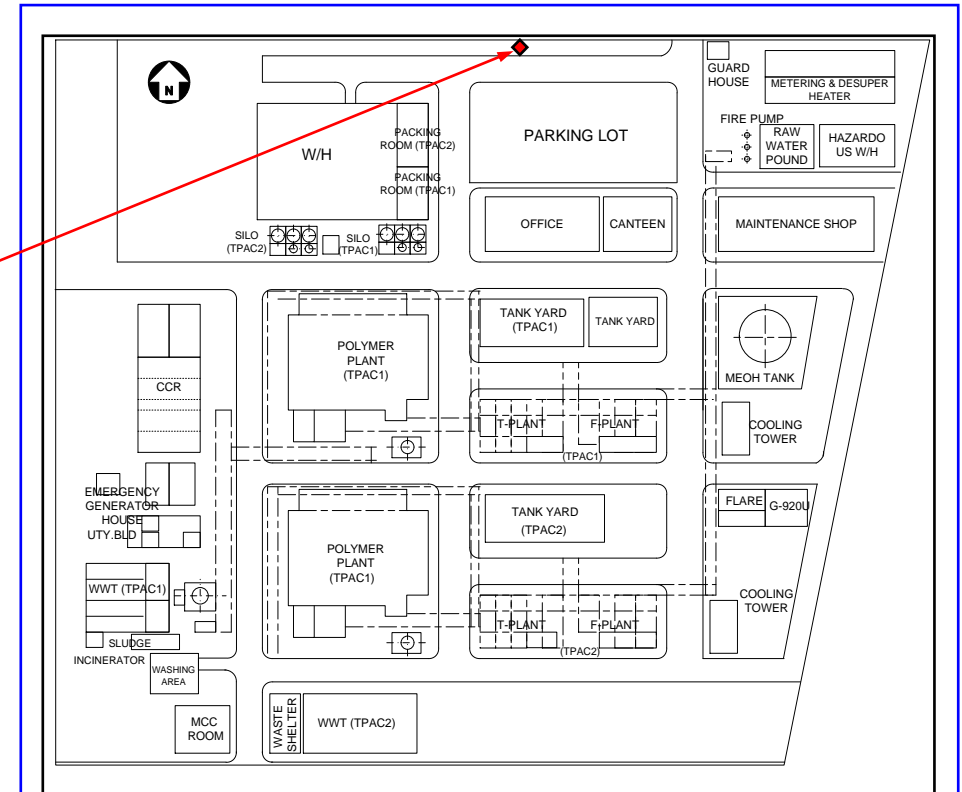 N
GUARD
HOUSE
METERING & DESUPER
HEATER
FIRE PUMP
RAW
WATER
POUND
HAZARDO
US W/H
W/H
PACKING
ROOM (TPAC2)
PACKING
ROOM (TPAC1)
PARKING LOT
SILO
(TPAC2)
SILO
(TPAC1)
OFFICE
CANTEEN
MAINTENANCE SHOP
CCR
POLYMER
PLANT
(TPAC1)
TANK YARD
(TPAC1)
TANK YARD
MEOH TANK
T-PLANT
F-PLANT
(TPAC1)
COOLING
TOWER
EMERGENCY
GENERATOR
HOUSE
UTY.BLD
POLYMER
PLANT
(TPAC1)
TANK YARD
(TPAC2)
FLARE
G-920U
WWT (TPAC1)
T-PLANT
F-PLANT
(TPAC2)
COOLING
TOWER
SLUDGE
INCINERATOR
WASHING
AREA
MCC
ROOM
WASTE
SHELTER
WWT (TPAC2)